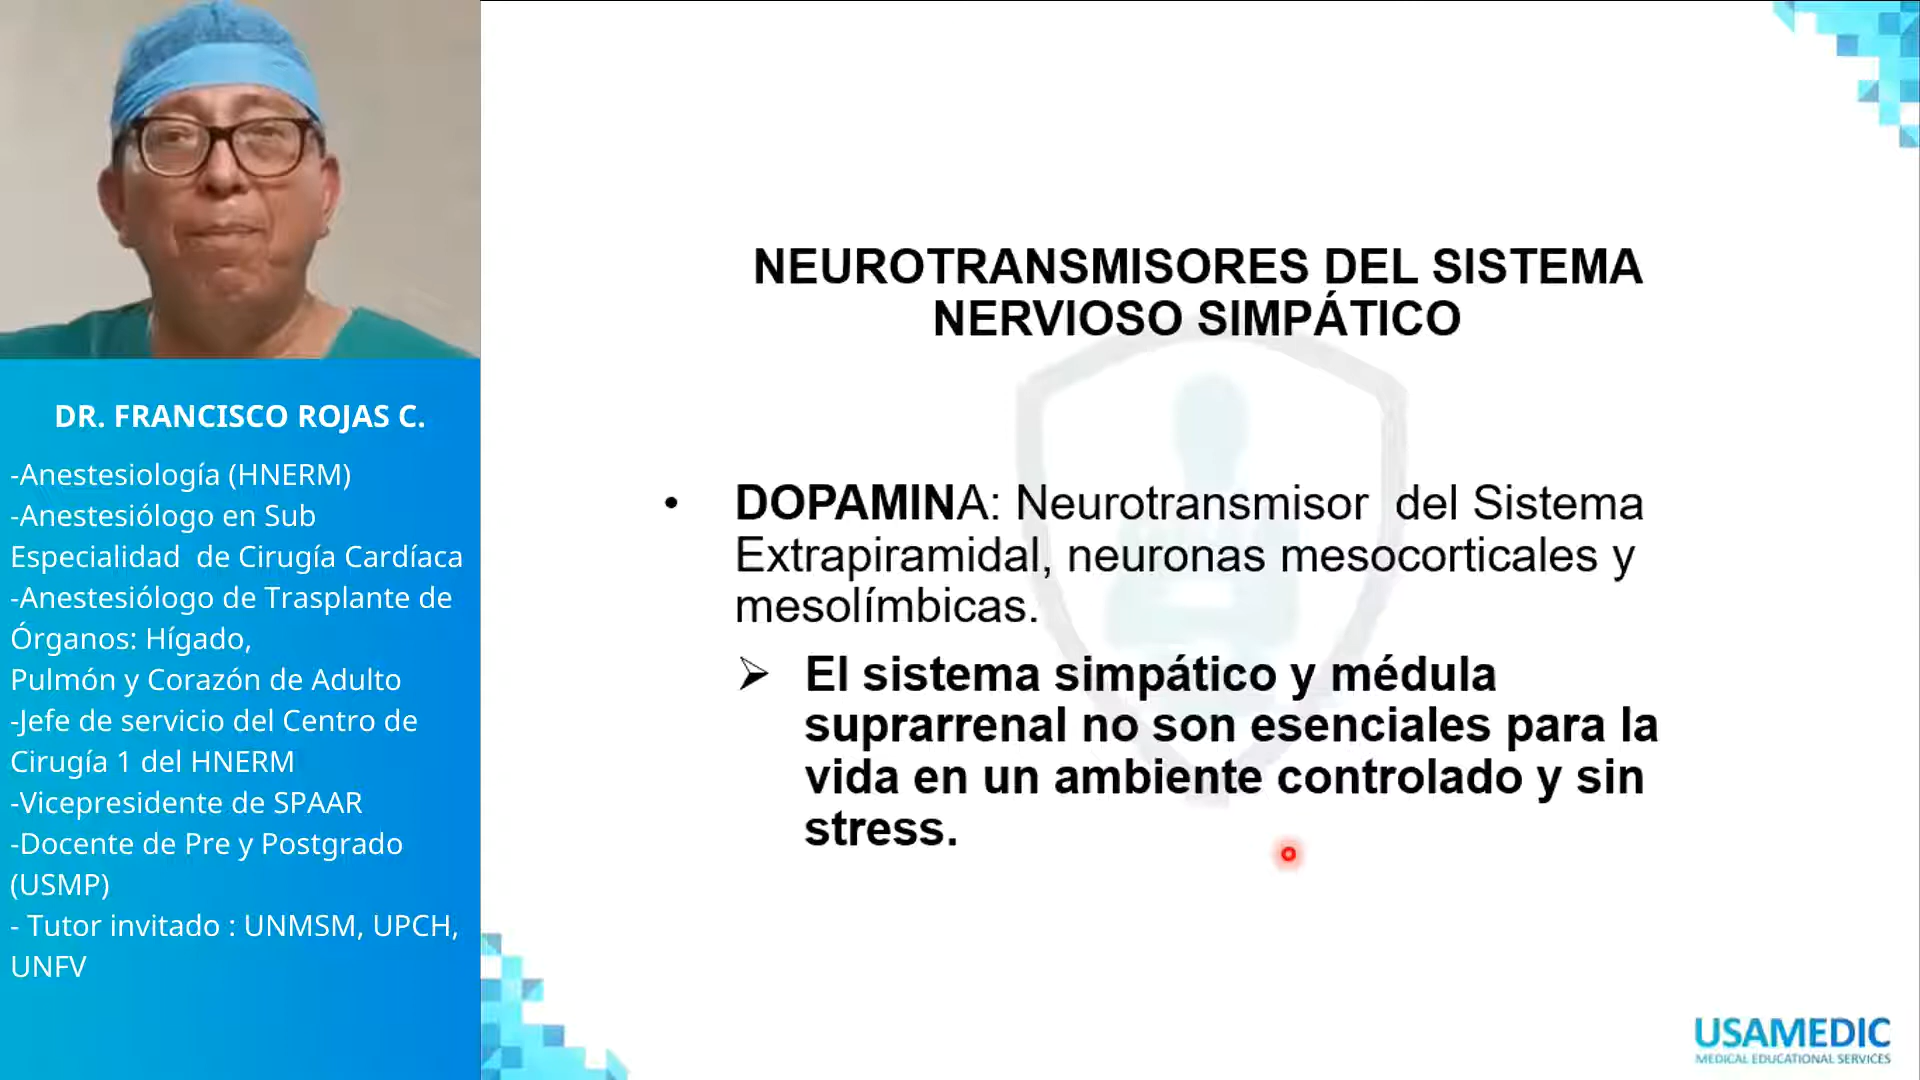 DR. FRANCISCO ROJAS C.
-Anestesiología (HNERM)
-Anestesiólogo en Sub
Especialidad  de Cirugía Cardíaca
-Anestesiólogo de Trasplante de
Órganos: Hígado,
Pulmón y Corazón de Adulto
-Jefe de servicio del Centro de
Cirugía 1 del HNERM
-Vicepresidente de SPAAR
-Docente de Pre y Postgrado
(USMP)
- Tutor invitado : UNMSM, UPCH,
UNFV
NEUROTRANSMISORES DEL SISTEMA
NERVIOSO SIMPÁTICO
• DOPAMINA: Neurotransmisor  del Sistema
Extrapiramidal, neuronas mesocorticales y
mesolímbicas.
➢ El sistema simpático y médula
suprarrenal no son esenciales para la
vida en un ambiente controlado y sin
stress.
USAMEDIC
MEDICAL EDUCATIONAL SERVICES